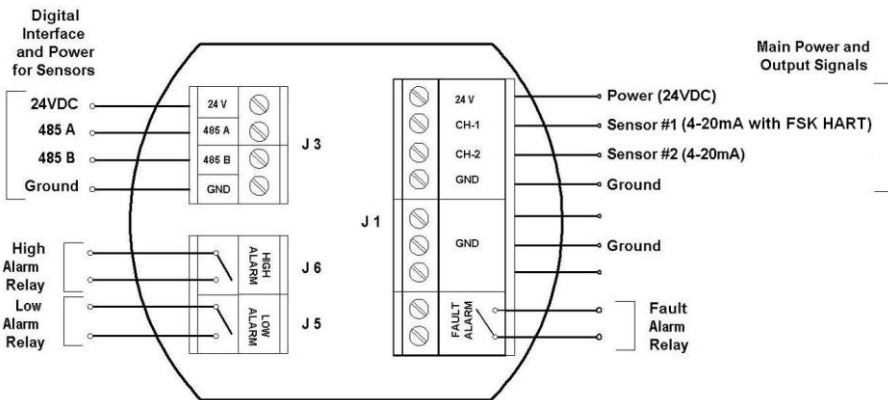 Digital
Interface
and Power
for Sensors
24VDC
485 A
485 B
Ground
24 V
485 A
485 B
GND
J 3
High
Alarm
Relay
HIGH
ALARM
J 6
Low
Alarm
Relay
LOW
ALARM
J 5
J 1
24 V
CH-1
CH-2
GND
GND
FAULT
ALARM
Main Power and
Output Signals
Power (24VDC)
Sensor #1 (4-20mA with FSK HART)
Sensor #2 (4-20mA)
Ground
Ground
Fault
Alarm
Relay